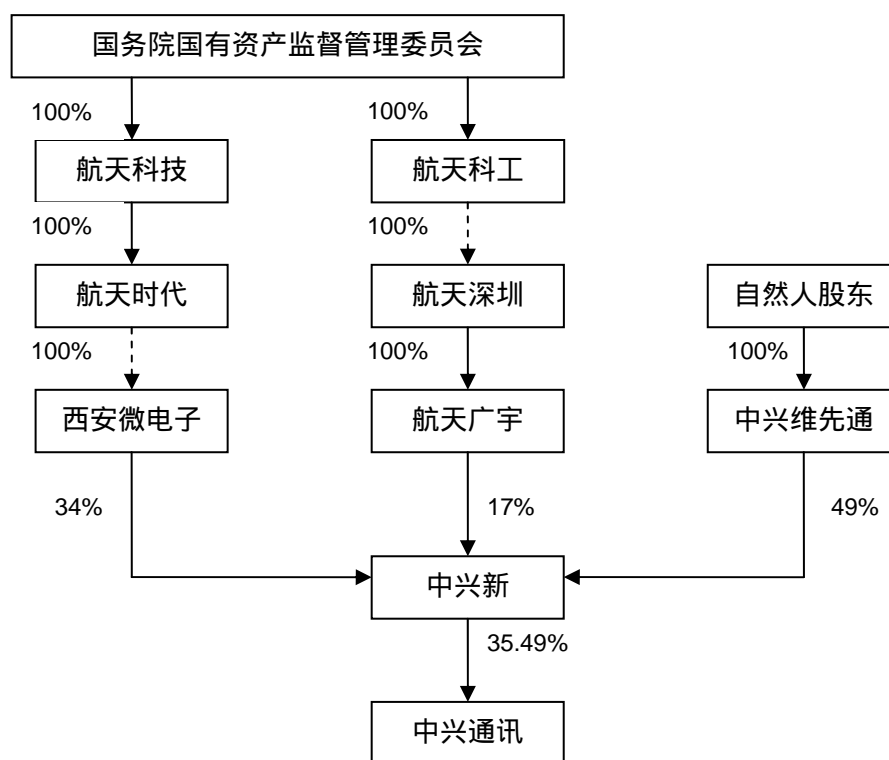 国务院国有资产监督管理委员会
100% 100%
航天科技 航天科工
100% 100%
航天时代 航天深圳 自然人股东
100% 100% 100%
西安微电子 航天广宇 中兴维先通
34% 17% 49%
中兴新
35.49%
中兴通讯